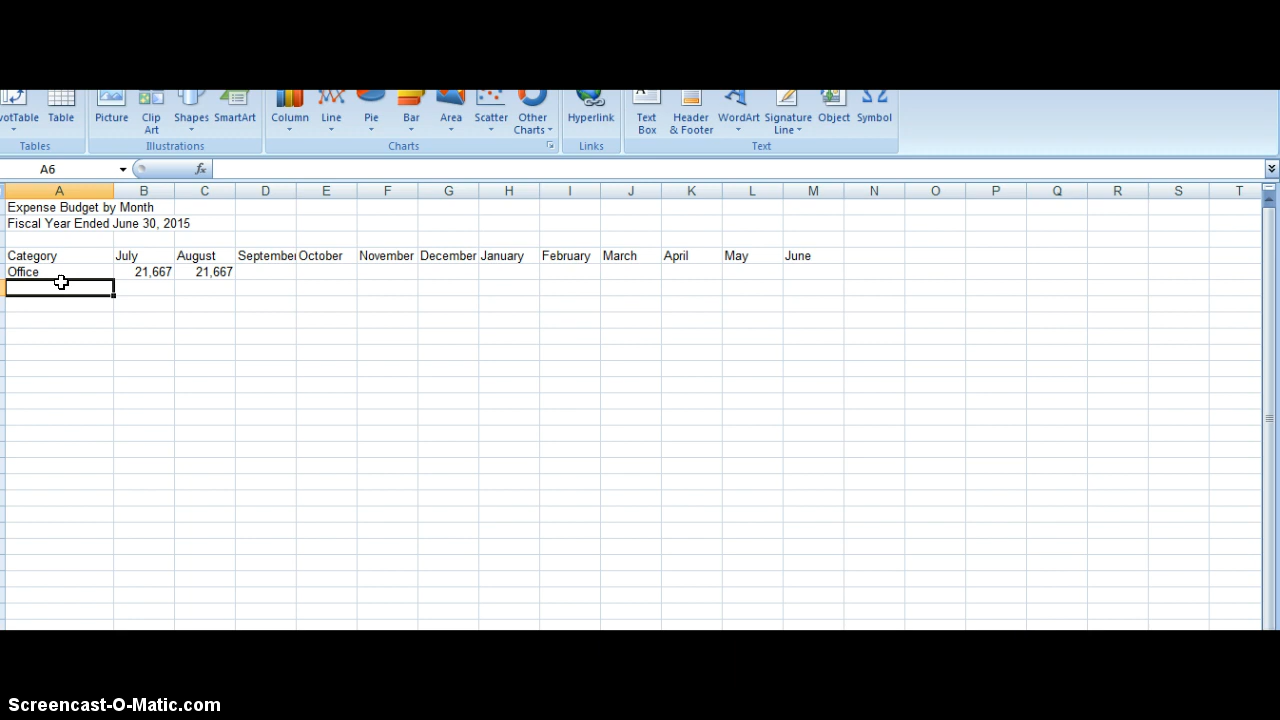 votTable Table Picture Clip Art Shapes SmartArt Column Line Pie Bar Area Scatter Other Charts Hyperlink Text Box Header & Footer WordArt Signature Line Object Symbol
Tables Illustrations Charts Links Text
A6 fx
A B C D E F G H I J K L M N O P Q R S T
Expense Budget by Month
Fiscal Year Ended June 30, 2015
Category July August September October November December January February March April May June
Office 21,667 21,667
Screencast-O-Matic.com